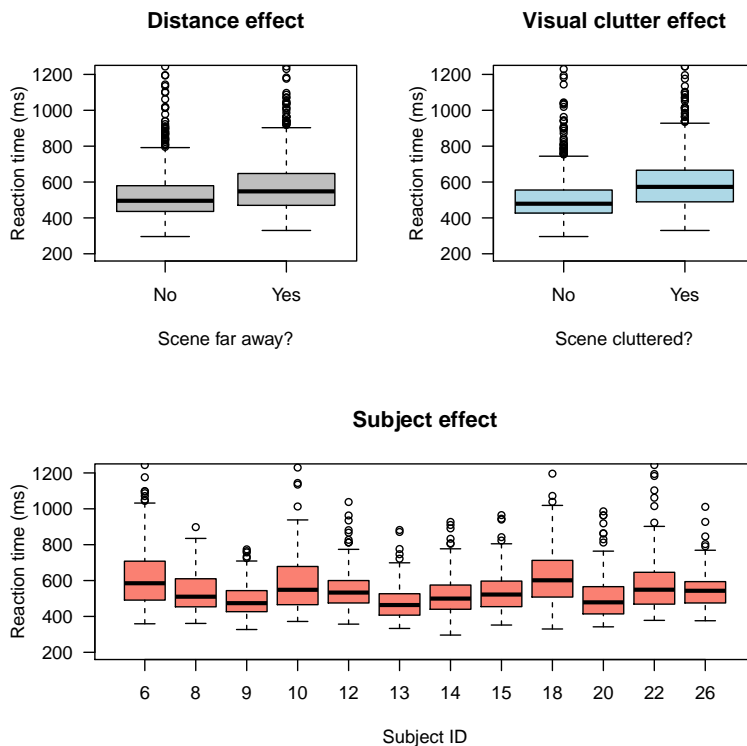 Distance effect
Reaction time (ms)
1200
1000
800
600
400
200
No Yes
Scene far away?
Visual clutter effect
Reaction time (ms)
1200
1000
800
600
400
200
No Yes
Scene cluttered?
Subject effect
Reaction time (ms)
1200
1000
800
600
400
200
6 8 9 10 12 13 14 15 18 20 22 26
Subject ID